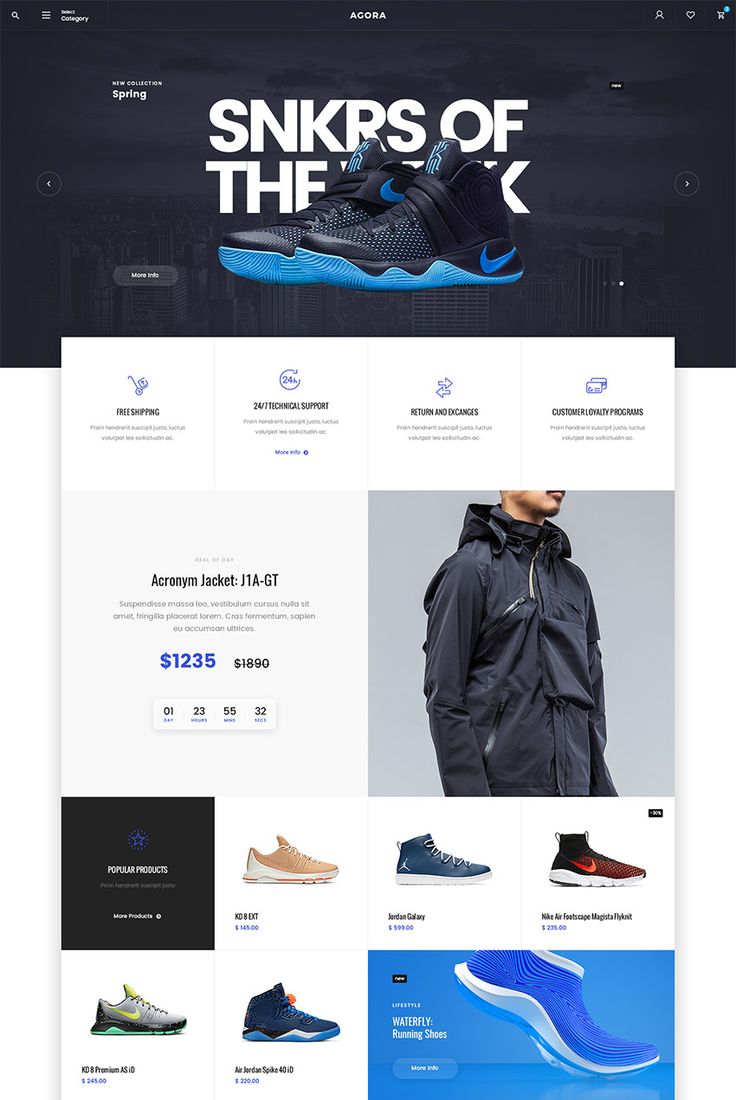 Select
Category
AGORA
2
NEW COLLECTION
Spring
new
SNKRS OF
THE
More Info
24h
FREE SHIPPING
Proin hendrerit suscipit justo, luctus
volutpat leo sollicitudin ac.
24/7 TECHNICAL SUPPORT
Proin hendrerit suscipit justo, luctus
volutpat leo sollicitudin ac.
More Info
RETURN AND EXCANGES
Proin hendrerit suscipit justo, luctus
volutpat leo sollicitudin ac.
CUSTOMER LOYALTY PROGRAMS
Proin hendrerit suscipit justo, luctus
volutpat leo sollicitudin ac.
DEAL OF DAY
Acronym Jacket: J1A-GT
Suspendisse massa leo, vestibulum cursus nulla sit
amet, fringilla placerat lorem. Cras fermentum, sapien
eu accumsan ultrices.
$1235 $1890
01 23 55 32
DAY HOURS MINS SECS
POPULAR PRODUCTS
Proin hendrerit suscipit justo
More Products
KD 8 EXT
$ 145.00
Jordan Galaxy
$ 599.00
-30%
Nike Air Footscape Magista Flyknit
$ 235.00
KD 8 Premium AS iD
$ 245.00
Air Jordan Spike 40 iD
$ 220.00
new
LIFESTYLE
WATERFLY:
Running Shoes
More Info